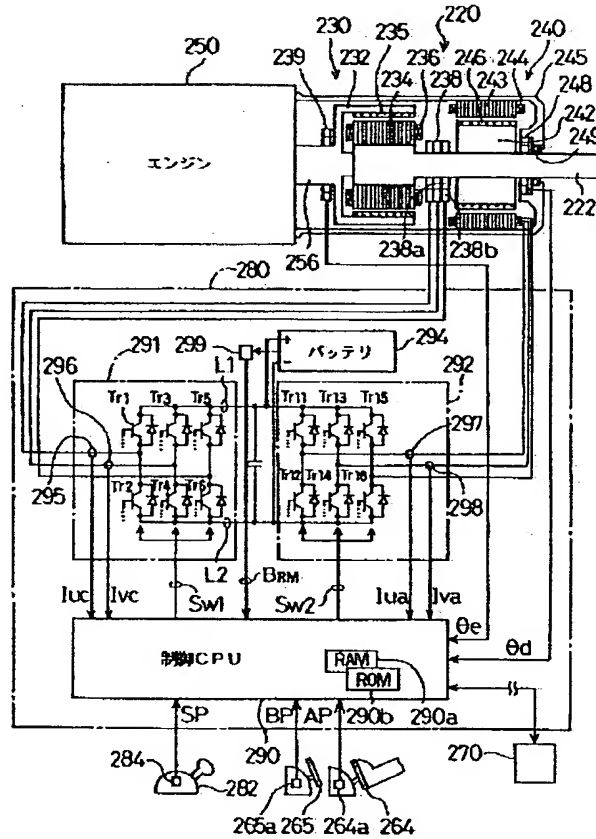 220
230 235 240
250 239 232 234 236 238 246 243 244 245
248
242
249
エンジン
222
256 238a 238b
280
291 299 バッテリ 294 292
296 L1
Tr1 Tr3 Tr5 Tr11 Tr13 Tr15
297
295 Tr2 Tr4 Tr6 Tr12 Tr14 Tr16 298
L2 BRM
Iuc Ivc Sw1 Sw2 Iua Iva
θe
制御CPU RAM θd
ROM
SP BP AP 290b 290a
290
284 282 270
265a 265 264a 264